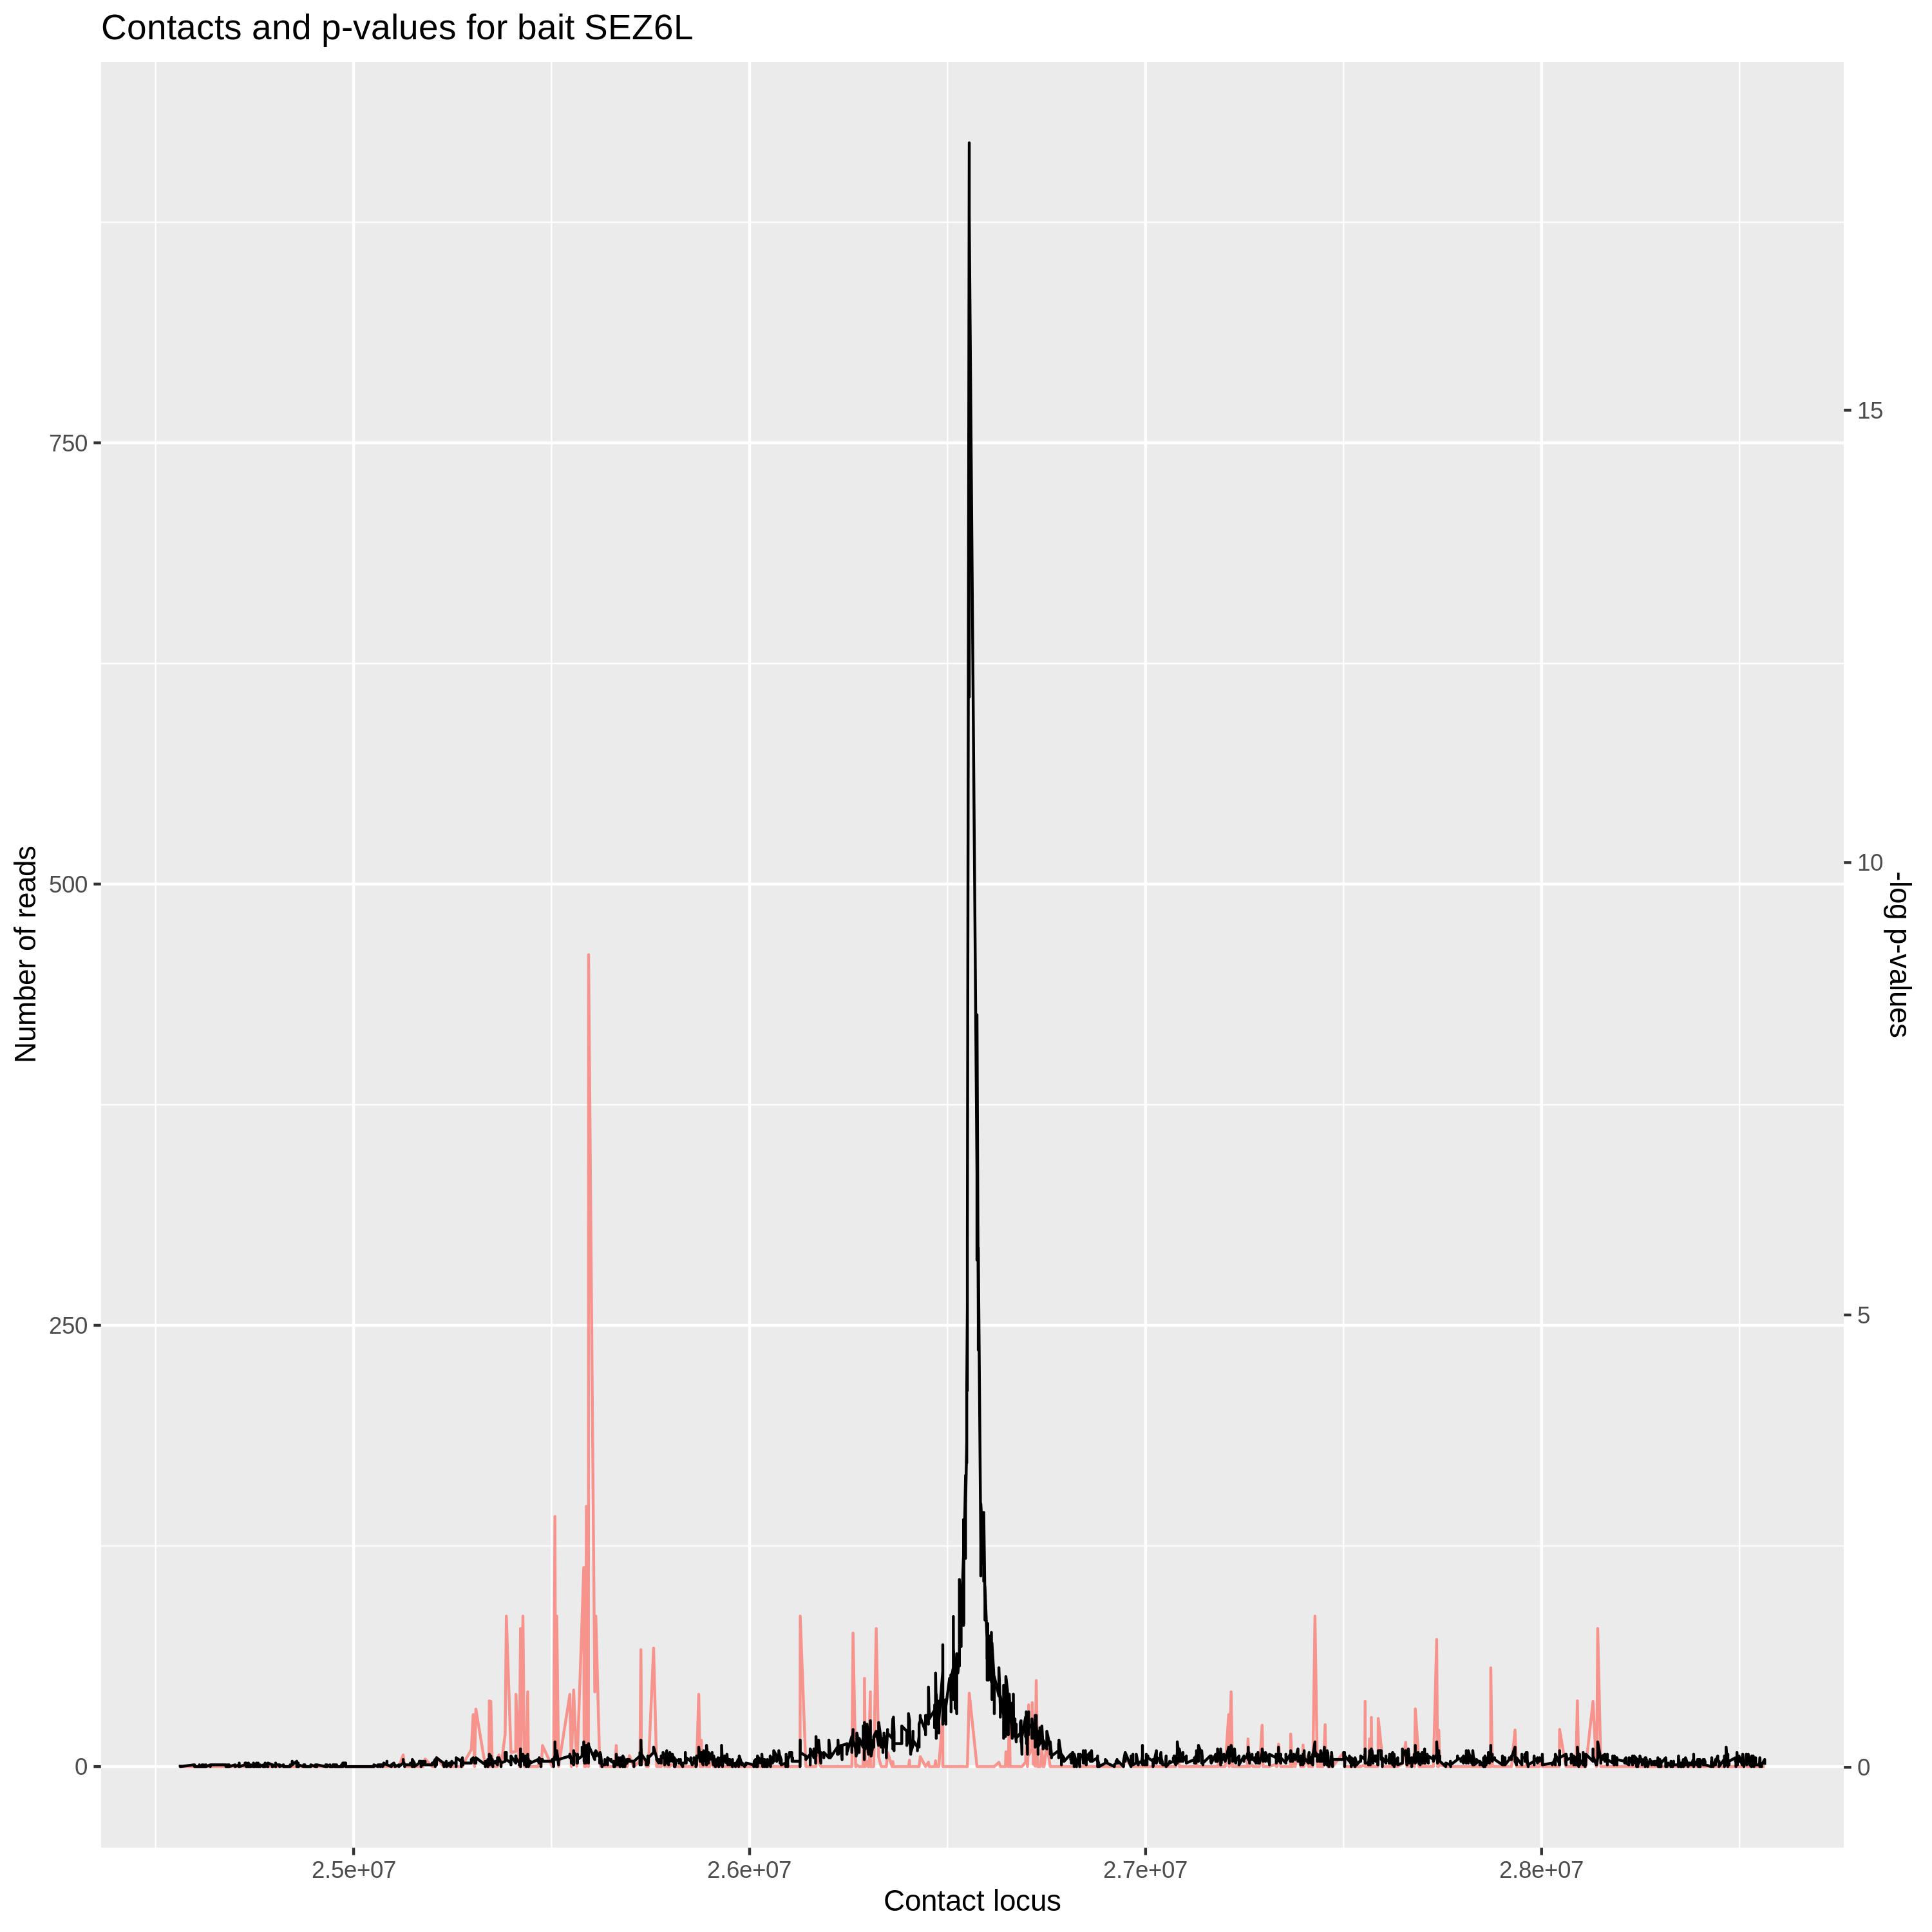 Contacts and p-values for bait SEZ6L
Number of reads
750
500
250
0
15
10
5
0
-log p-values
2.5e+07
2.6e+07
2.7e+07
2.8e+07
Contact locus